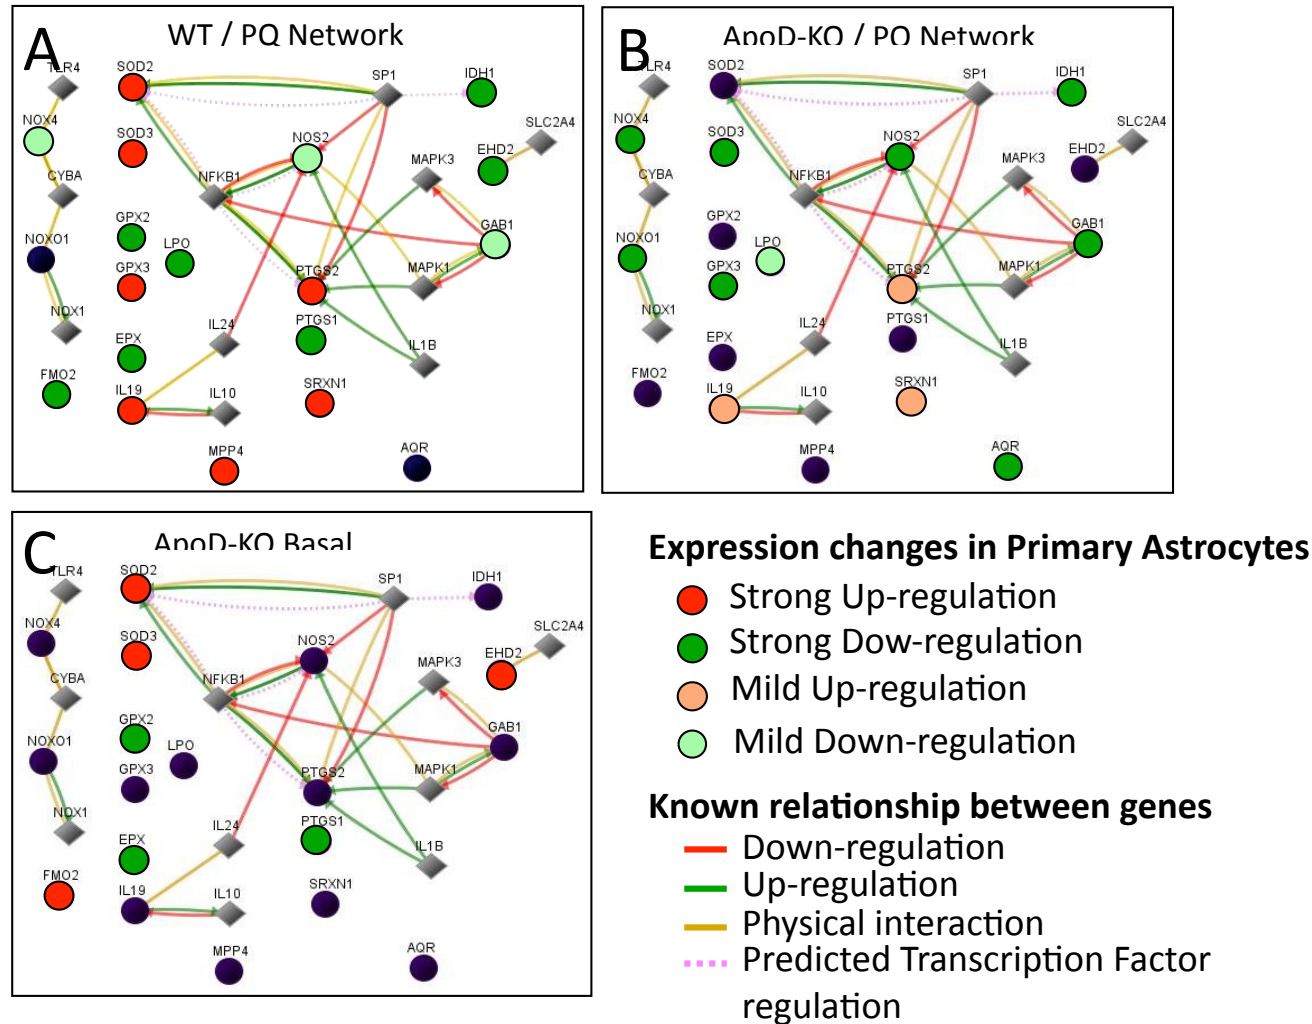 A
WT / PQ Network
TLR4
SOD2
SP1
IDH1
NOX4
SOD3
NOS2
SLC2A4
EHD2
CYBA
NFKB1
MAPK3
NOXO1
GPX2
LPO
GAB1
GPX3
PTGS2
MAPK1
NOX1
EPX
IL24
PTGS1
IL1B
FMO2
IL19
IL10
SRXN1
MPP4
AQR
B
ApoD-KO / PQ Network
TLR4
SOD2
SP1
IDH1
NOX4
SOD3
NOS2
SLC2A4
EHD2
CYBA
NFKB1
MAPK3
NOXO1
GPX2
LPO
GAB1
GPX3
PTGS2
MAPK1
NOX1
EPX
IL24
PTGS1
IL1B
FMO2
IL19
IL10
SRXN1
MPP4
AQR
C
ApoD-KO Basal
TLR4
SOD2
SP1
IDH1
NOX4
SOD3
NOS2
SLC2A4
EHD2
CYBA
NFKB1
MAPK3
NOXO1
GPX2
LPO
GAB1
GPX3
PTGS2
MAPK1
NOX1
EPX
IL24
PTGS1
IL1B
FMO2
IL19
IL10
SRXN1
MPP4
AQR
Expression changes in Primary Astrocytes
Strong Up-regulation
Strong Dow-regulation
Mild Up-regulation
Mild Down-regulation
Known relationship between genes
Down-regulation
Up-regulation
Physical interaction
Predicted Transcription Factor
regulation